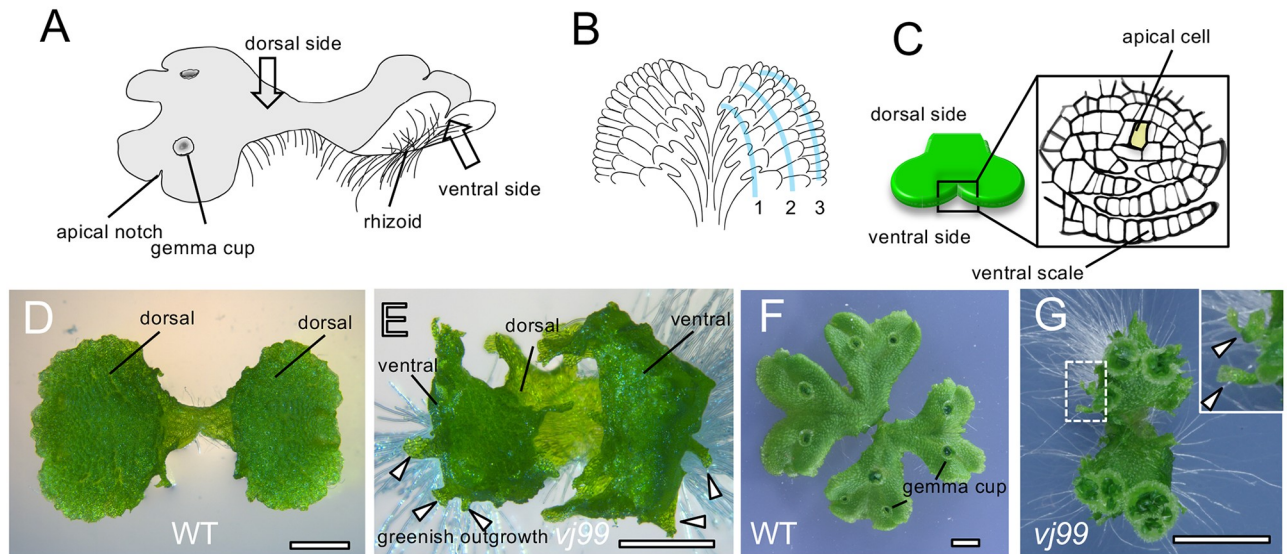 A
dorsal side
apical notch
gemma cup
rhizoid
ventral side
B
1 2 3
C
apical cell
dorsal side
ventral side
ventral scale
D
dorsal
dorsal
WT
E
ventral
dorsal
ventral
greenish outgrowth
vj99
F
gemma cup
WT
G
vj99